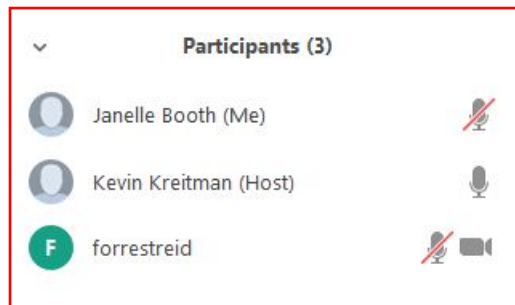 Participants (3)
Janelle Booth (Me)
Kevin Kreitman (Host)
F forrestreid